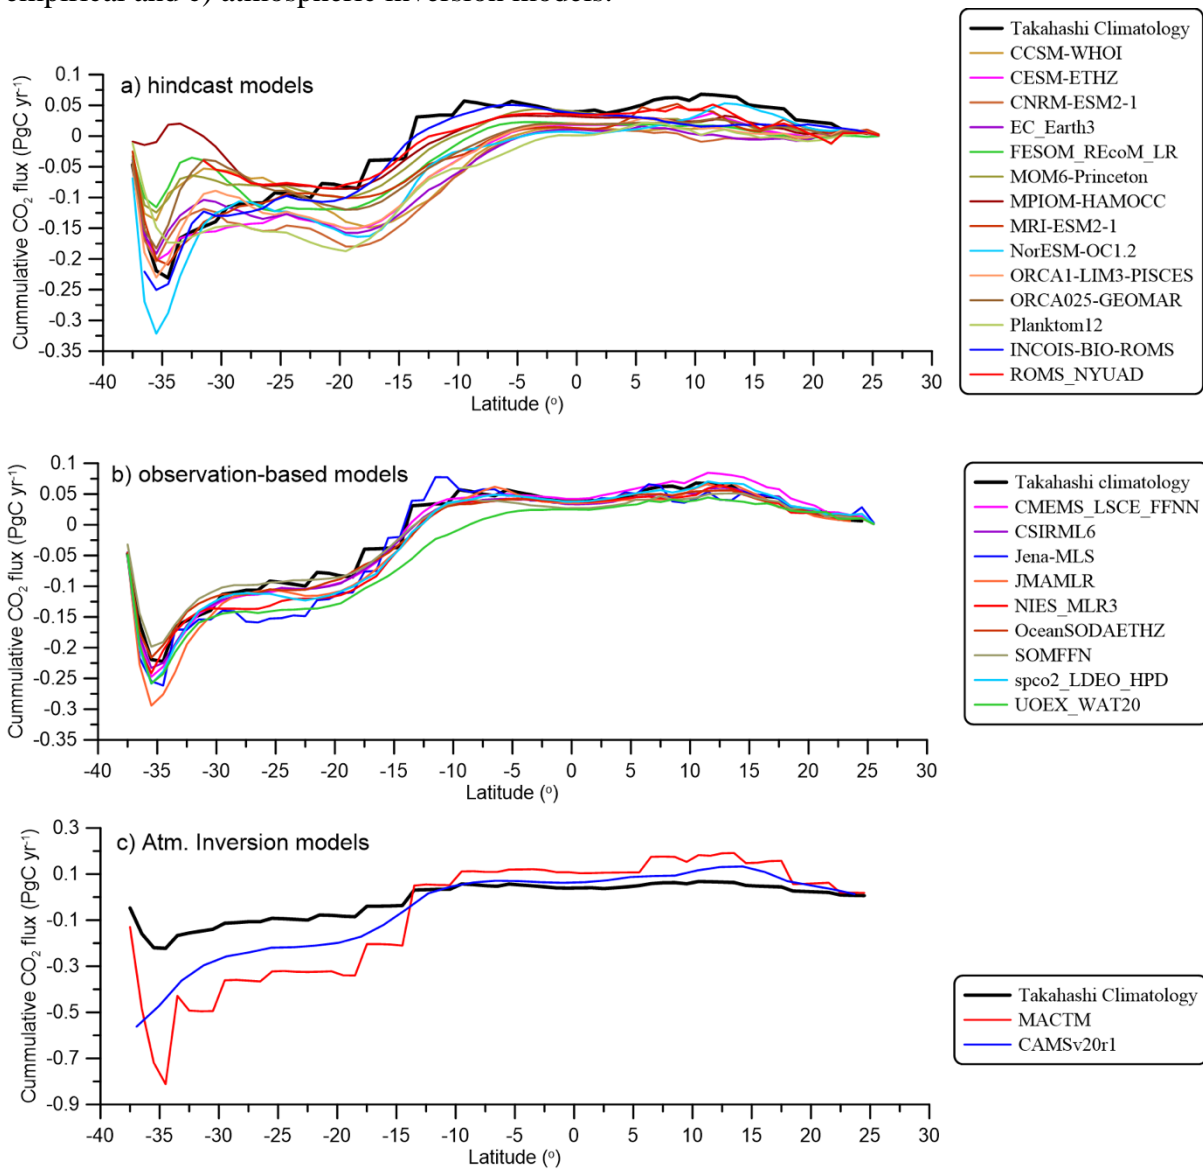 empirical and c) atmospheric inversion models.
a) hindcast models
Cummulative CO2 flux (PgC yr-1)
0.1
0.05
0
-0.05
-0.1
-0.15
-0.2
-0.25
-0.3
-0.35
-40 -35 -30 -25 -20 -15 -10 -5 0 5 10 15 20 25 30
Latitude (o)
Takahashi Climatology
CCSM-WHOI
CESM-ETHZ
CNRM-ESM2-1
EC_Earth3
FESOM_REcoM_LR
MOM6-Princeton
MPIOM-HAMOCC
MRI-ESM2-1
NorESM-OC1.2
ORCA1-LIM3-PISCES
ORCA025-GEOMAR
Planktom12
INCOIS-BIO-ROMS
ROMS_NYUAD
b) observation-based models
Cummulative CO2 flux (PgC yr-1)
0.1
0.05
0
-0.05
-0.1
-0.15
-0.2
-0.25
-0.3
-0.35
-40 -35 -30 -25 -20 -15 -10 -5 0 5 10 15 20 25 30
Latitude (o)
Takahashi climatology
CMEMS_LSCE_FFNN
CSIRML6
Jena-MLS
JMAMLR
NIES_MLR3
OceanSODAETHZ
SOMFFN
spco2_LDEO_HPD
UOEX_WAT20
c) Atm. Inversion models
Cummulative CO2 flux (PgC yr-1)
0.3
0.1
-0.1
-0.3
-0.5
-0.7
-0.9
-40 -35 -30 -25 -20 -15 -10 -5 0 5 10 15 20 25 30
Latitude (o)
Takahashi Climatology
MACTM
CAMSv20r1